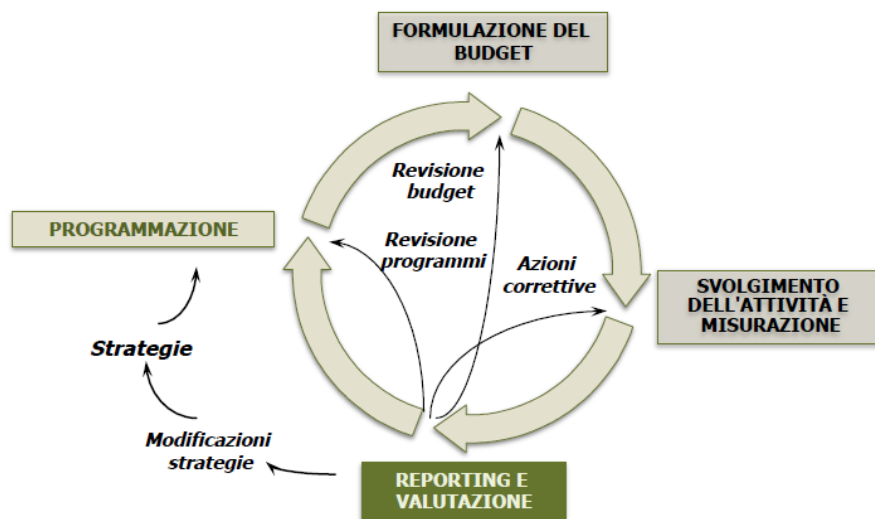 FORMULAZIONE DEL
BUDGET
Revisione
budget
PROGRAMMAZIONE
Revisione
programmi
Azioni
correttive
SVOLGIMENTO
DELL'ATTIVITÀ E
MISURAZIONE
Strategie
Modificazioni
strategie
REPORTING E
VALUTAZIONE